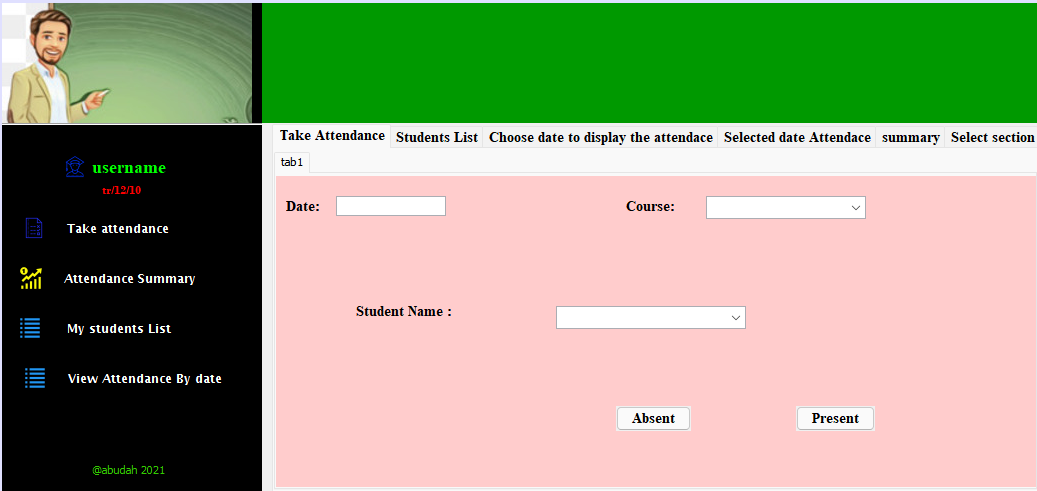 username
tr/12/10
Take attendance
Attendance Summary
My students List
View Attendance By date
@abudah 2021
Take Attendance Students List Choose date to display the attendace Selected date Attendace summary Select section
tab1
Date: Course:
Student Name :
Absent Present